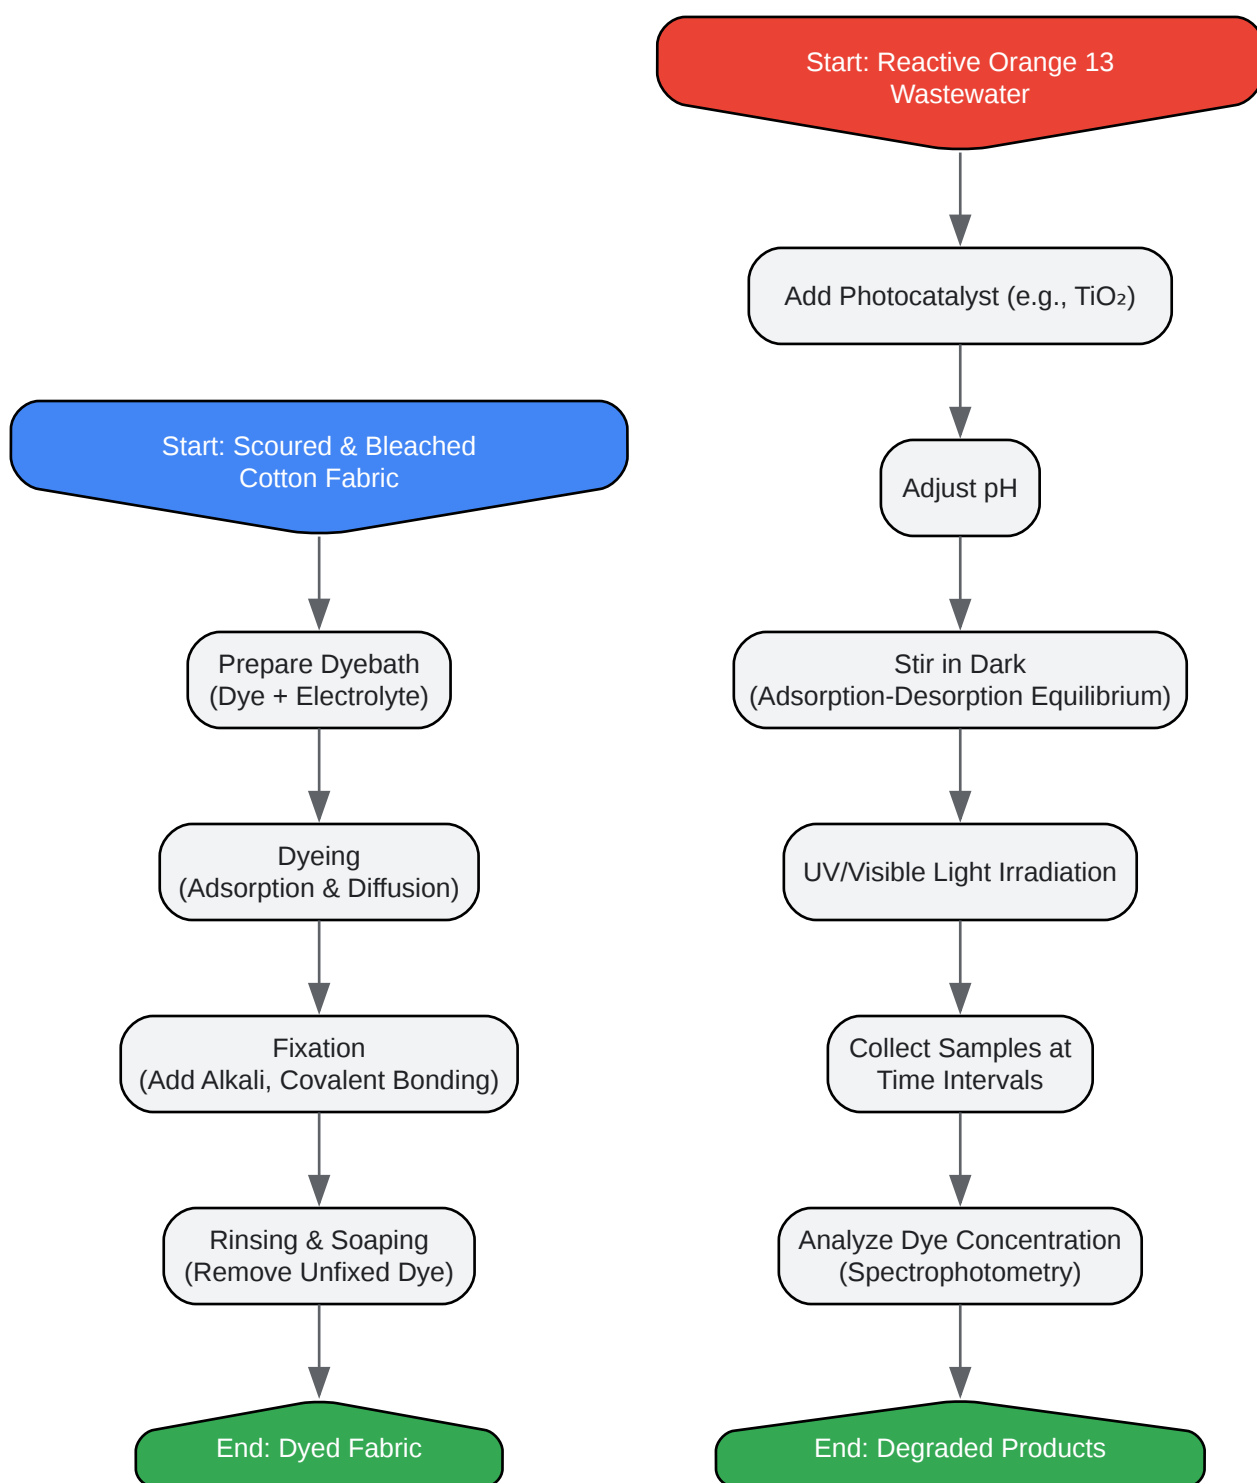 Start: Scoured & Bleached
Cotton Fabric
Prepare Dyebath
(Dye + Electrolyte)
Dyeing
(Adsorption & Diffusion)
Fixation
(Add Alkali, Covalent Bonding)
Rinsing & Soaping
(Remove Unfixed Dye)
End: Dyed Fabric
Start: Reactive Orange 13
Wastewater
Add Photocatalyst (e.g., TiO₂)
Adjust pH
Stir in Dark
(Adsorption-Desorption Equilibrium)
UV/Visible Light Irradiation
Collect Samples at
Time Intervals
Analyze Dye Concentration
(Spectrophotometry)
End: Degraded Products